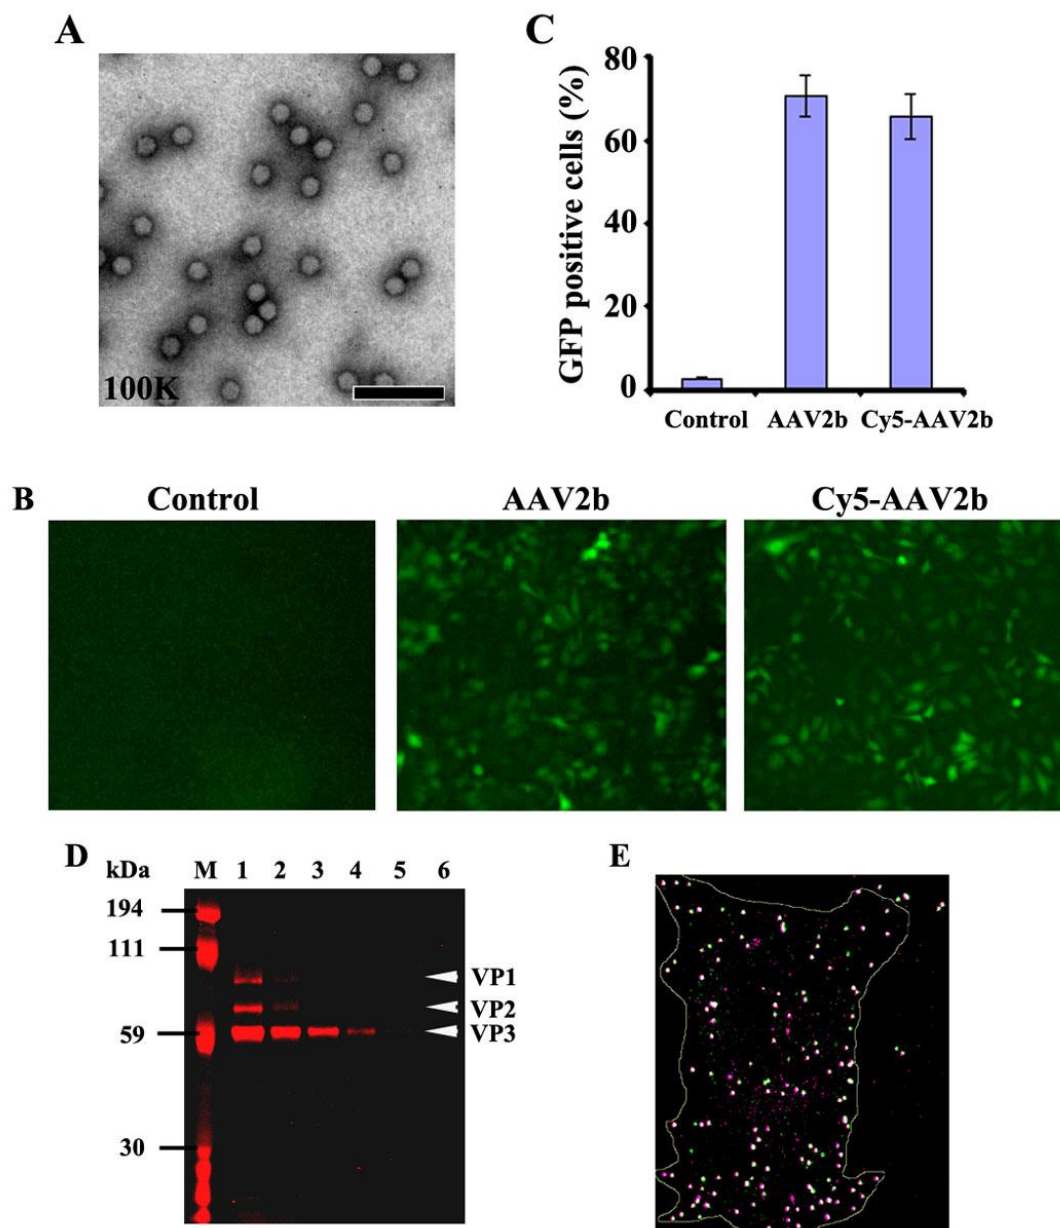 A
100K
C
GFP positive cells (%)
80
60
40
20
0
Control AAV2b Cy5-AAV2b
B
Control AAV2b Cy5-AAV2b
D
kDa M 1 2 3 4 5 6
194
111
59
30
VP1
VP2
VP3
E